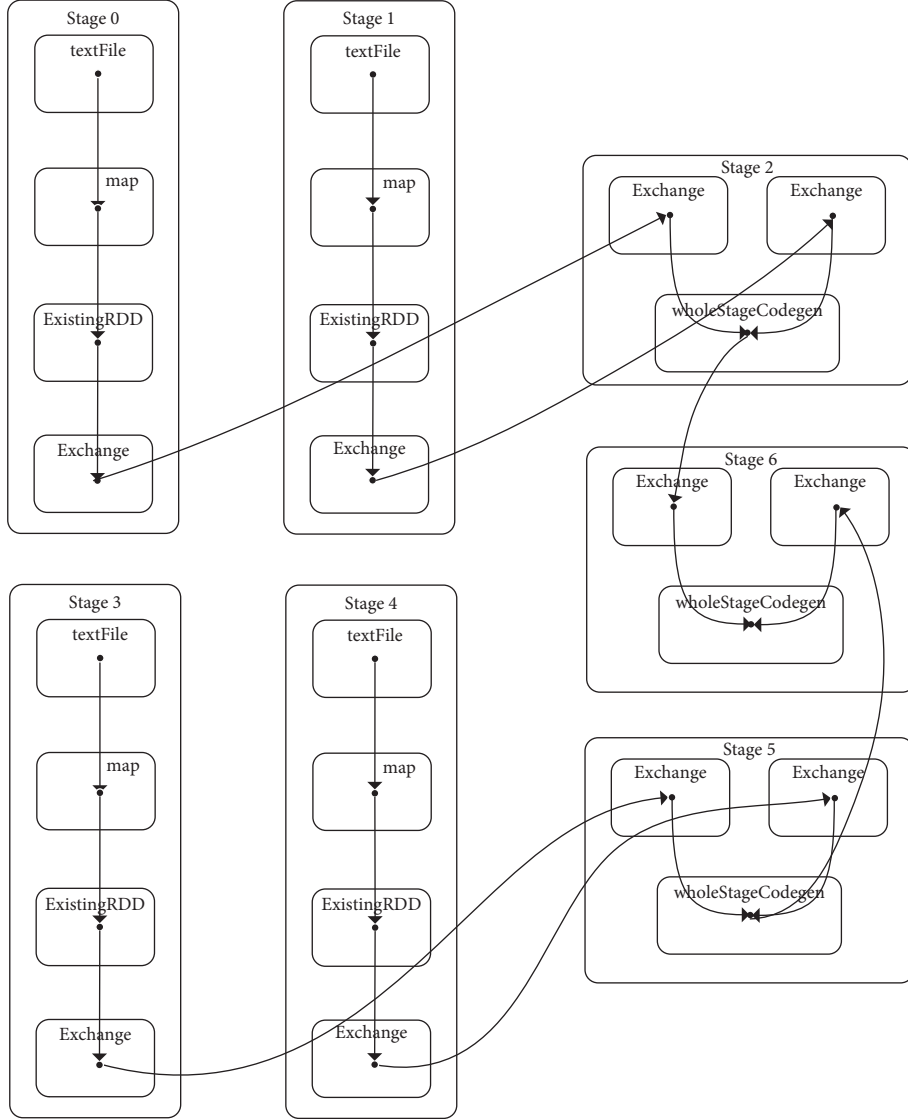 Stage 0
textFile
map
ExistingRDD
Exchange
Stage 1
textFile
map
ExistingRDD
Exchange
Stage 2
Exchange
Exchange
wholeStageCodegen
Stage 6
Exchange
Exchange
wholeStageCodegen
Stage 3
textFile
map
ExistingRDD
Exchange
Stage 4
textFile
map
ExistingRDD
Exchange
Stage 5
Exchange
Exchange
wholeStageCodegen